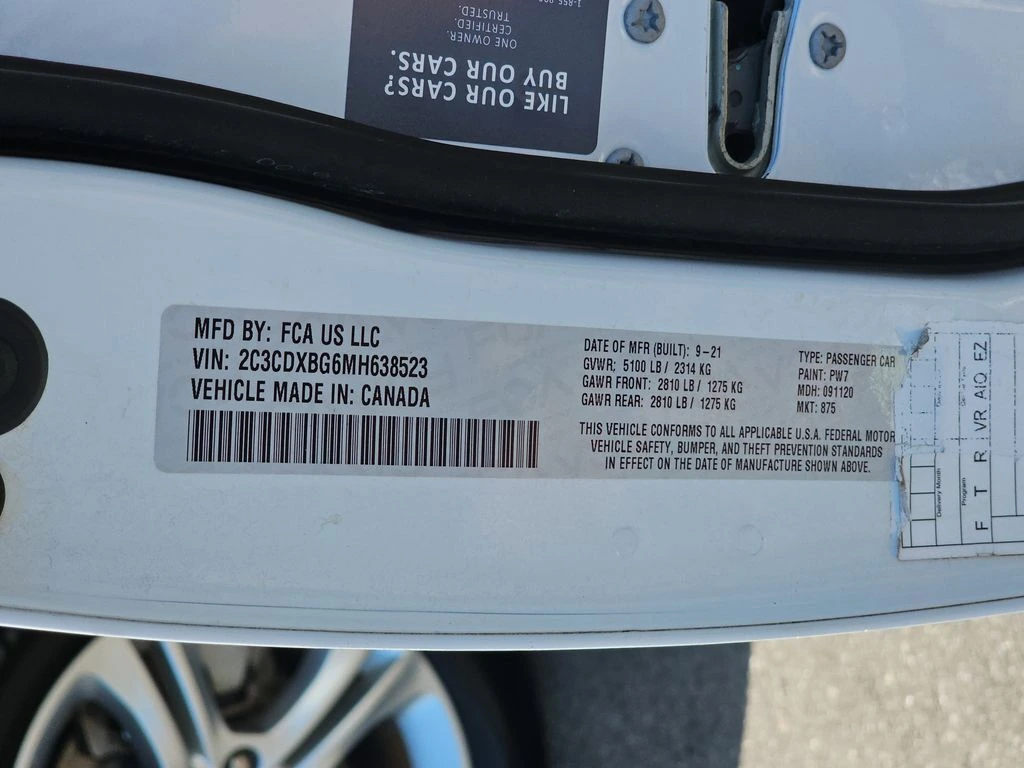 LIKE OUR CARS?
BUY OUR CARS.
ONE OWNER.
CERTIFIED.
TRUSTED.
MFD BY: FCA US LLC
VIN: 2C3CDXBG6MH638523
VEHICLE MADE IN: CANADA
DATE OF MFR (BUILT): 9-21
GVWR: 5100 LB / 2314 KG
GAWR FRONT: 2810 LB / 1275 KG
GAWR REAR: 2810 LB / 1275 KG
TYPE: PASSENGER CAR
PAINT: PW7
MDH: 091120
MKT: 875
THIS VEHICLE CONFORMS TO ALL APPLICABLE U.S.A. FEDERAL MOTOR
VEHICLE SAFETY, BUMPER, AND THEFT PREVENTION STANDARDS
IN EFFECT ON THE DATE OF MANUFACTURE SHOWN ABOVE.
Delivery Month
Program
F T R VR AIQ EZ